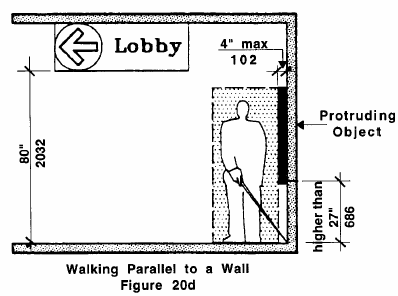 Lobby
4" max
102
Protruding
Object
80"
2032
higher than
27"
686
Walking Parallel to a Wall
Figure 20d